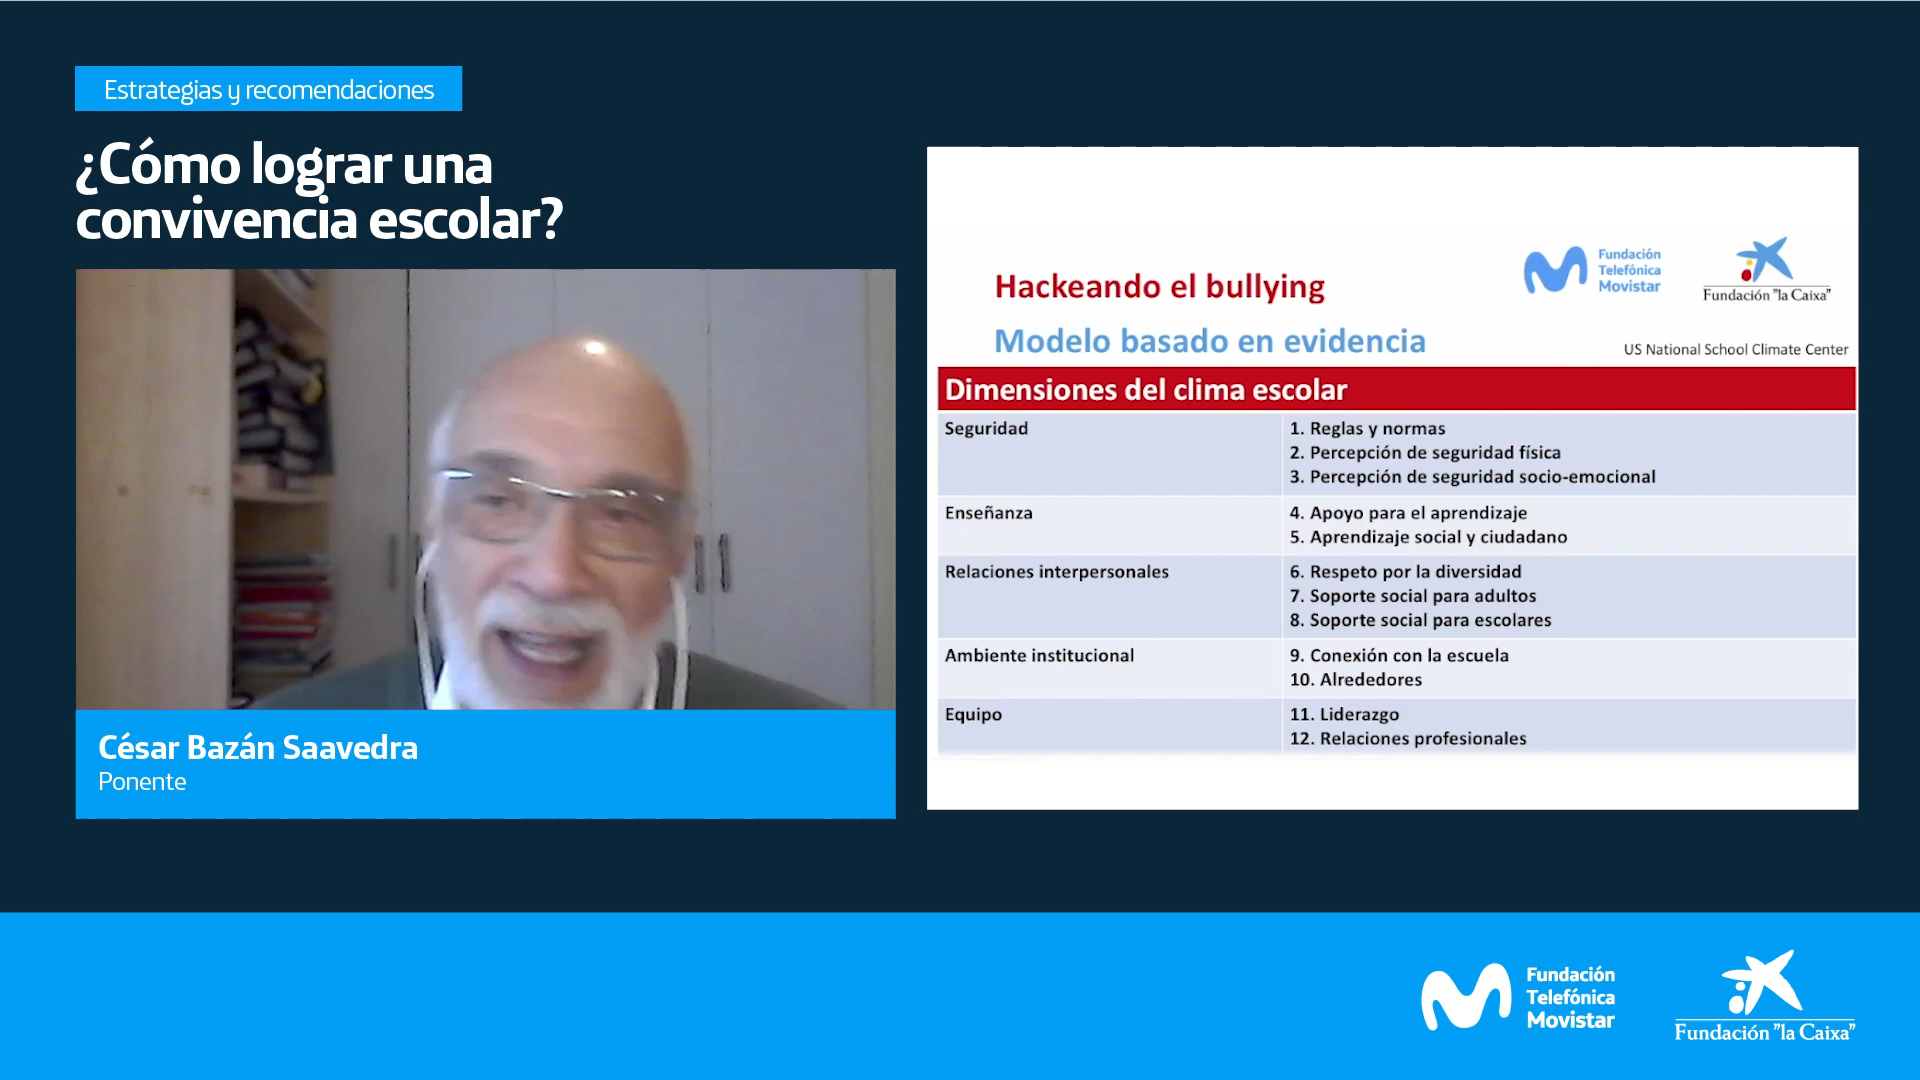 Estrategias y recomendaciones
¿Cómo lograr una
convivencia escolar?
César Bazán Saavedra
Ponente
Hackeando el bullying
Modelo basado en evidencia
Fundación
Telefónica
Movistar
Fundación "la Caixa"
US National School Climate Center
Dimensiones del clima escolar
Seguridad
1. Reglas y normas
2. Percepción de seguridad física
3. Percepción de seguridad socio-emocional
Enseñanza
4. Apoyo para el aprendizaje
5. Aprendizaje social y ciudadano
Relaciones interpersonales
6. Respeto por la diversidad
7. Soporte social para adultos
8. Soporte social para escolares
Ambiente institucional
9. Conexión con la escuela
10. Alrededores
Equipo
11. Liderazgo
12. Relaciones profesionales
Fundación
Telefónica
Movistar
Fundación "la Caixa"